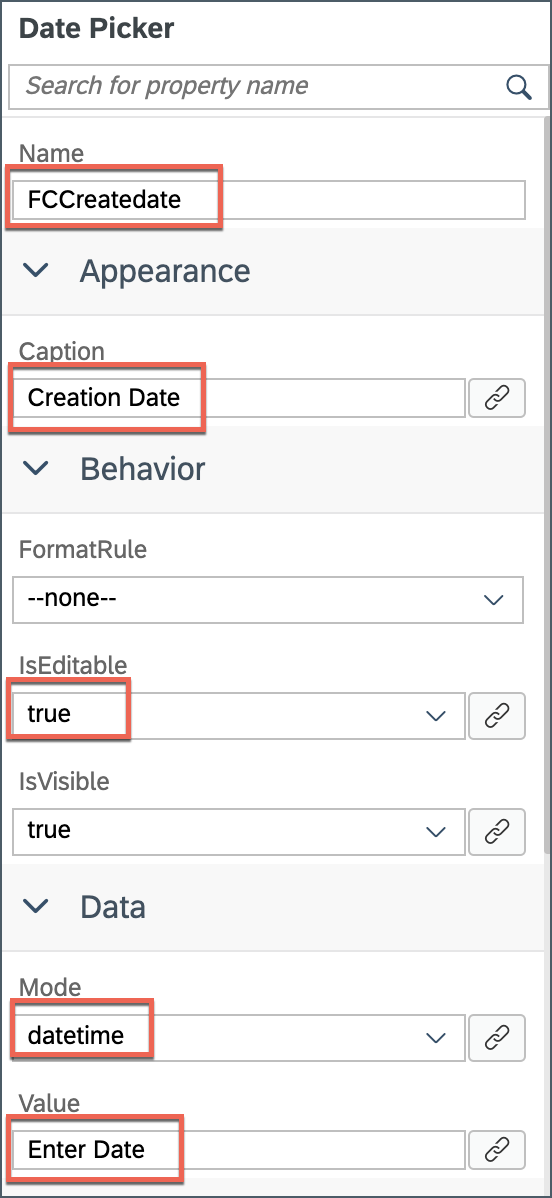 Date Picker
Search for property name
Name
FCCreatedate
Appearance
Caption
Creation Date
Behavior
FormatRule
--none--
IsEditable
true
IsVisible
true
Data
Mode
datetime
Value
Enter Date